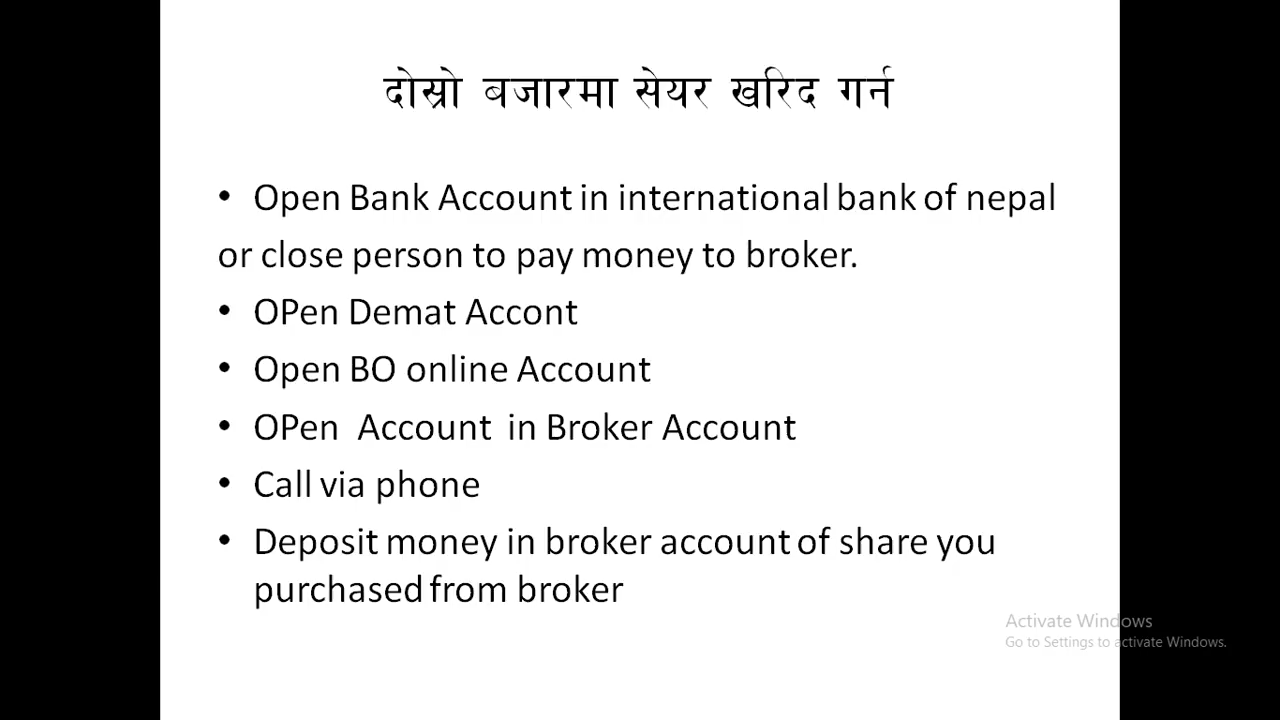 दोस्रो बजारमा सेयर खरिद गर्न
• Open Bank Account in international bank of nepal
or close person to pay money to broker.
• OPen Demat Accont
• Open BO online Account
• OPen Account in Broker Account
• Call via phone
• Deposit money in broker account of share you
purchased from broker
Activate Windows
Go to Settings to activate Windows.